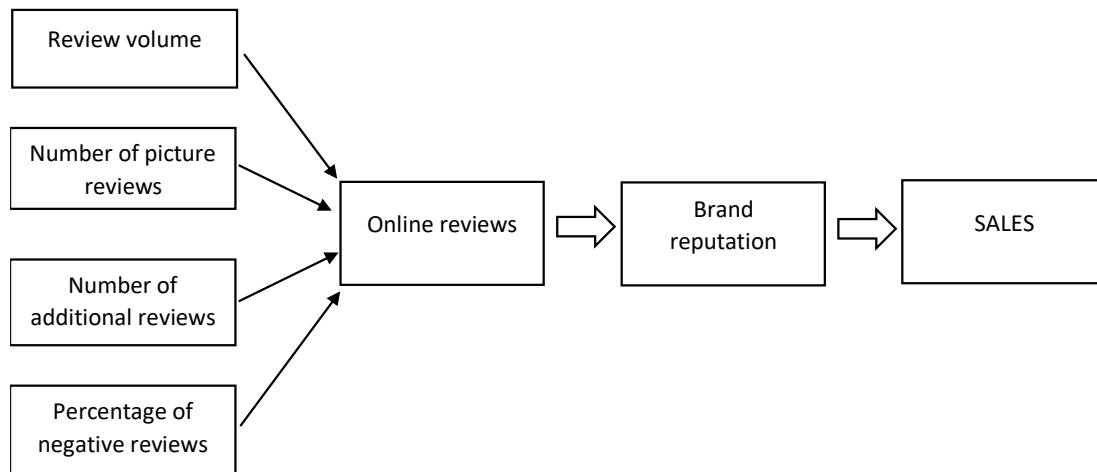 Review volume
Number of picture
reviews
Number of
additional reviews
Percentage of
negative reviews
Online reviews
Brand
reputation
SALES